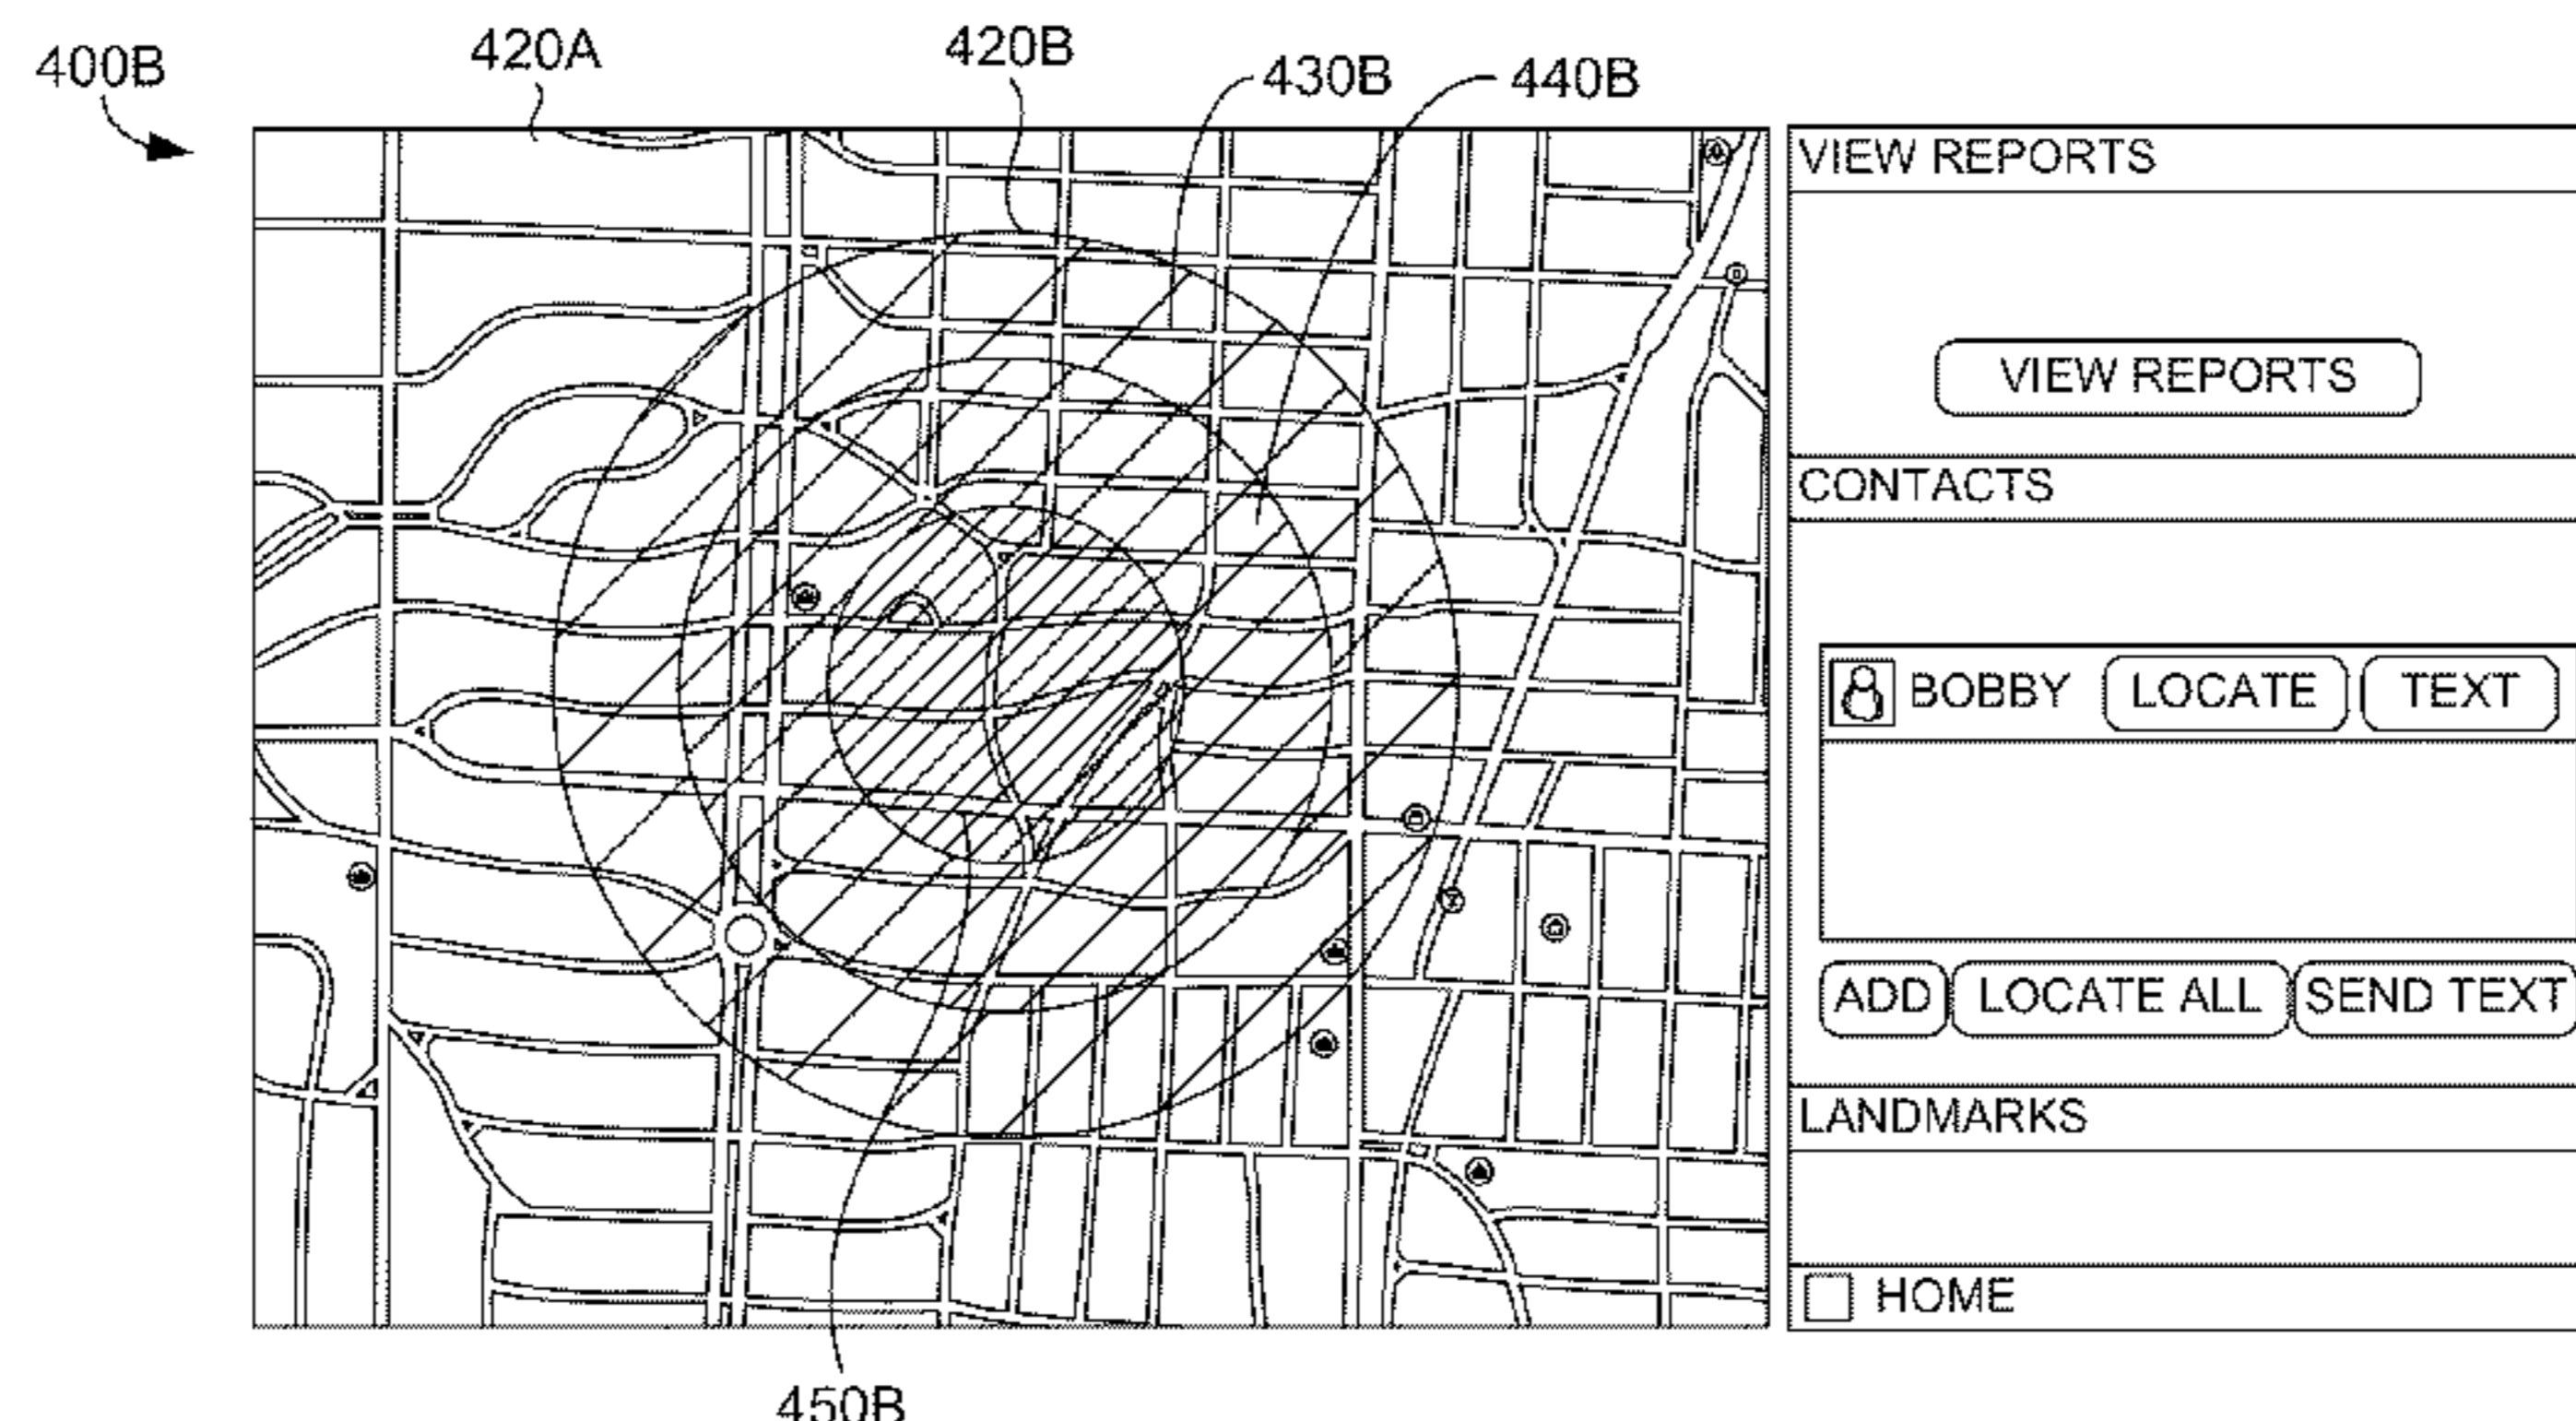 400B
420A
420B
430B
440B
VIEW REPORTS
VIEW REPORTS
CONTACTS
BOBBY LOCATE TEXT
ADD LOCATE ALL SEND TEXT
LANDMARKS
HOME
450B